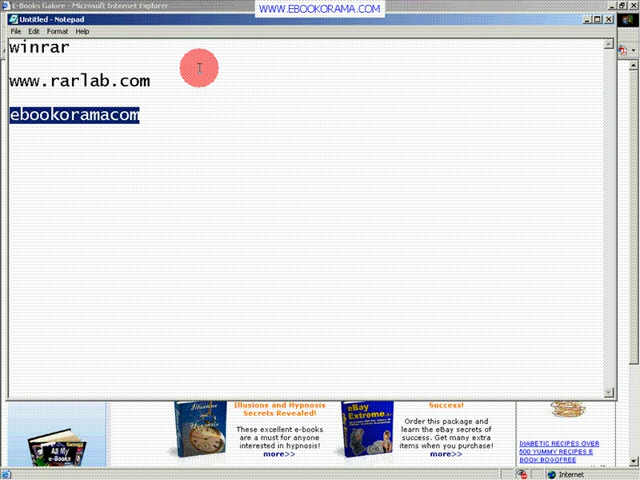 E-Books Galore - Microsoft Internet Explorer
WWW.EBOOKORAMA.COM
Untitled - Notepad
File Edit Format Help
winrar
www.rarlab.com
ebookoramacom
Illusions and Hypnosis
Secrets Revealed!
These excellent e-books
are a must for anyone
interested in hypnosis!
more>>
eBay
Extreme
Success!
Order this package and
learn the eBay secrets of
success. Get many extra
items when you purchase!
more>>
All My
e-Books
DIABETIC RECIPES OVER
500 YUMMY RECIPES E
BOOK BOGOFREE
Internet